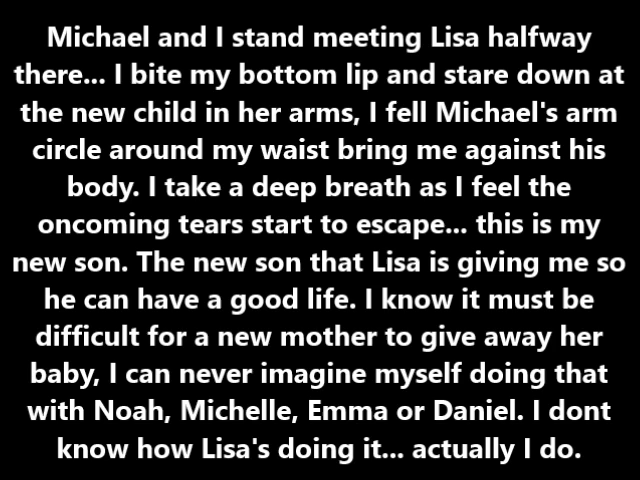 Michael and I stand meeting Lisa halfway
there... I bite my bottom lip and stare down at
the new child in her arms, I fell Michael's arm
circle around my waist bring me against his
body. I take a deep breath as I feel the
oncoming tears start to escape... this is my
new son. The new son that Lisa is giving me so
he can have a good life. I know it must be
difficult for a new mother to give away her
baby, I can never imagine myself doing that
with Noah, Michelle, Emma or Daniel. I dont
know how Lisa's doing it... actually I do.